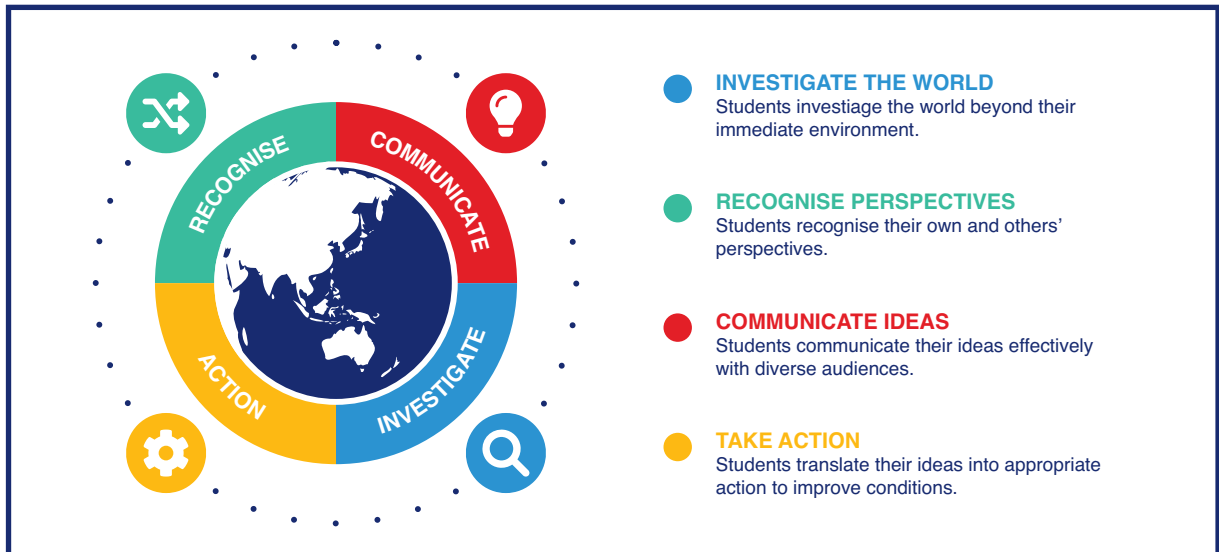 RECOGNISE
COMMUNICATE
ACTION
INVESTIGATE
INVESTIGATE THE WORLD
Students investiage the world beyond their
immediate environment.
RECOGNISE PERSPECTIVES
Students recognise their own and others’
perspectives.
COMMUNICATE IDEAS
Students communicate their ideas effectively
with diverse audiences.
TAKE ACTION
Students translate their ideas into appropriate
action to improve conditions.